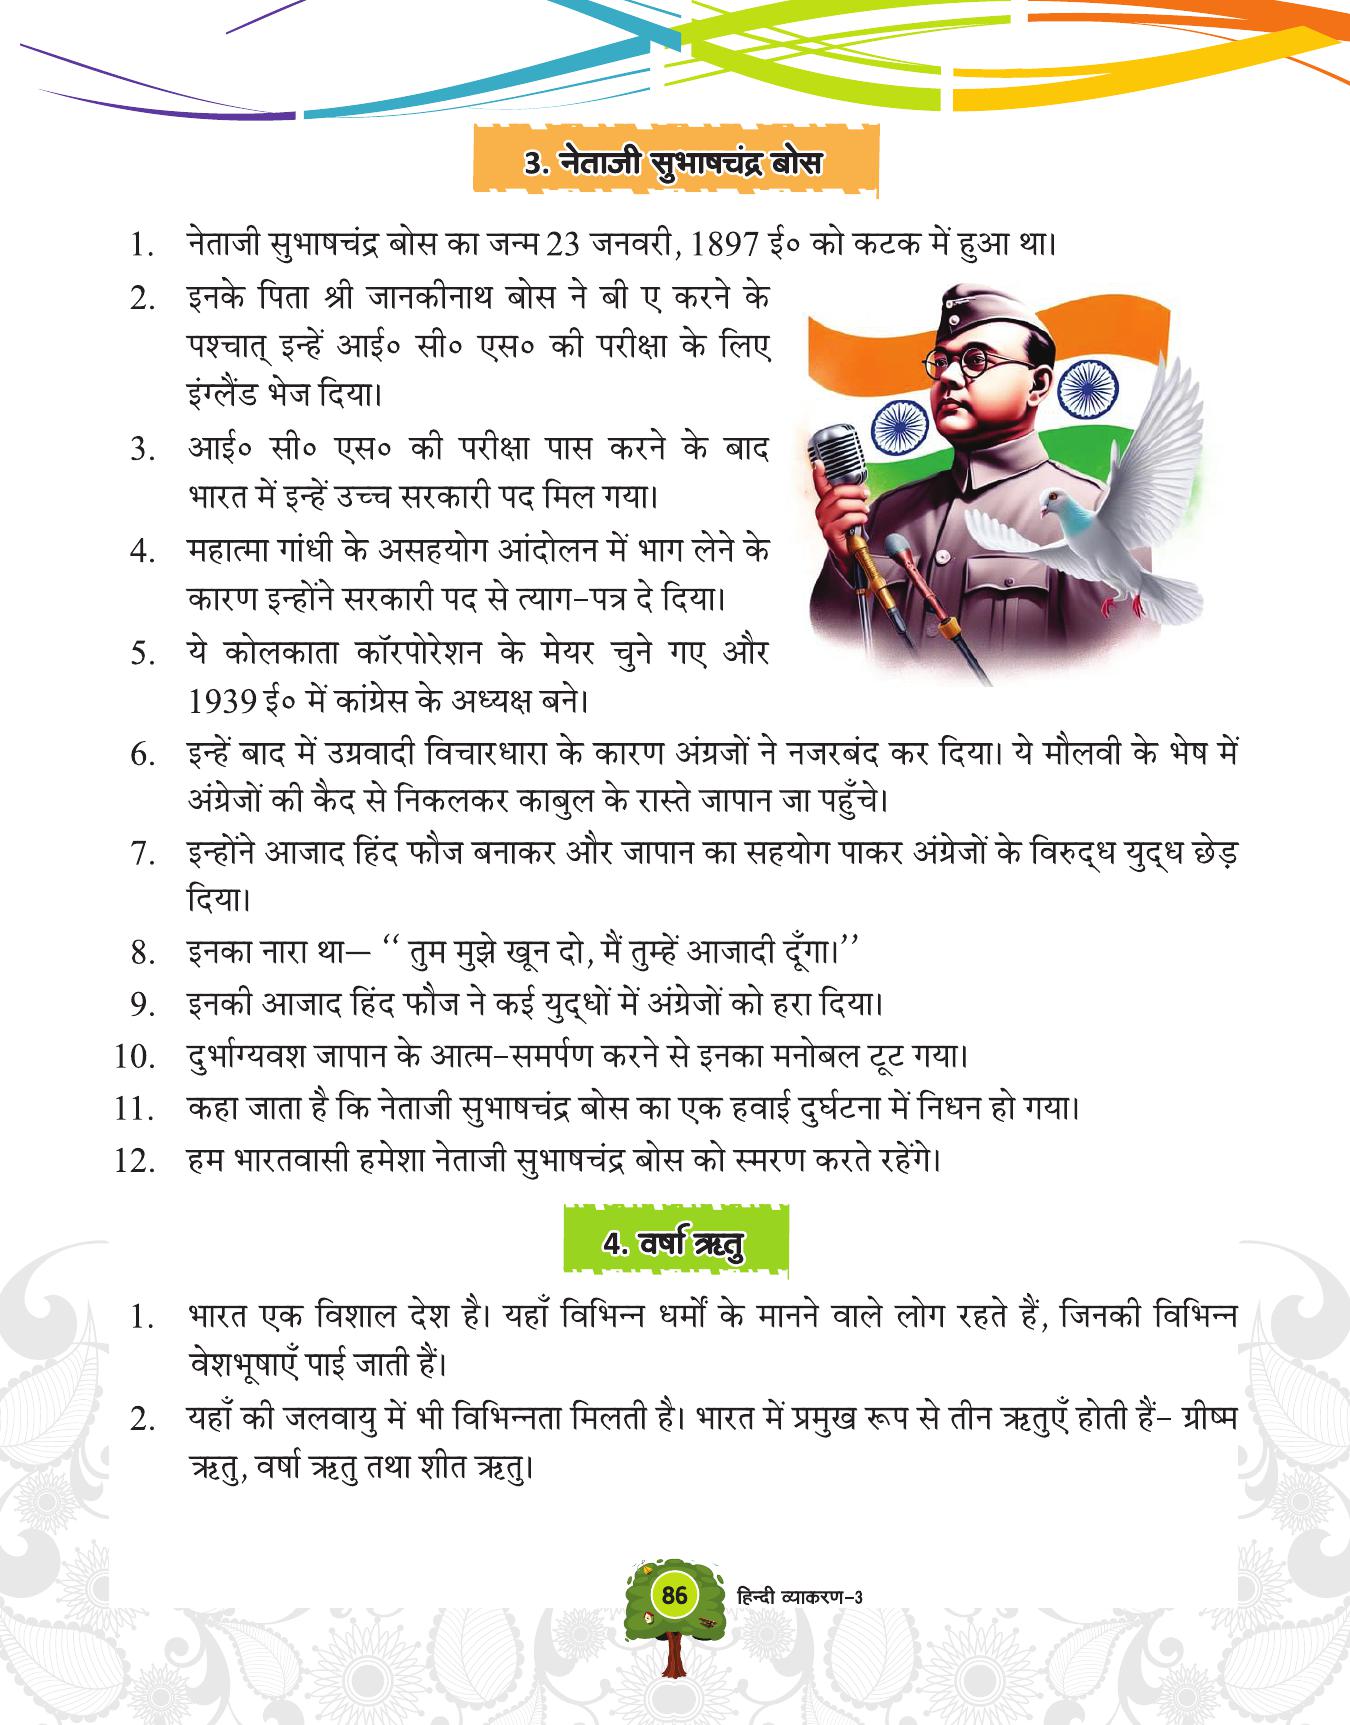 3. नेताजी सुभाषचंद्र बोस
1. नेताजी सुभाषचंद्र बोस का जन्म 23 जनवरी, 1897 ई० को कटक में हुआ था।
2. इनके पिता श्री जानकीनाथ बोस ने बी ए करने के
पश्चात् इन्हें आई० सी० एस० की परीक्षा के लिए
इंग्लैंड भेज दिया।
3. आई० सी० एस० की परीक्षा पास करने के बाद
भारत में इन्हें उच्च सरकारी पद मिल गया।
4. महात्मा गांधी के असहयोग आंदोलन में भाग लेने के
कारण इन्होंने सरकारी पद से त्याग-पत्र दे दिया।
5. ये कोलकाता कॉरपोरेशन के मेयर चुने गए और
1939 ई० में कांग्रेस के अध्यक्ष बने।
6. इन्हें बाद में उग्रवादी विचारधारा के कारण अंग्रजों ने नजरबंद कर दिया। ये मौलवी के भेष में
अंग्रेजों की कैद से निकलकर काबुल के रास्ते जापान जा पहुँचे।
7. इन्होंने आजाद हिंद फौज बनाकर और जापान का सहयोग पाकर अंग्रेजों के विरुद्ध युद्ध छेड़
दिया।
8. इनका नारा था— ‘‘ तुम मुझे खून दो, मैं तुम्हें आजादी दूँगा।’’
9. इनकी आजाद हिंद फौज ने कई युद्धों में अंग्रेजों को हरा दिया।
10. दुर्भाग्यवश जापान के आत्म-समर्पण करने से इनका मनोबल टूट गया।
11. कहा जाता है कि नेताजी सुभाषचंद्र बोस का एक हवाई दुर्घटना में निधन हो गया।
12. हम भारतवासी हमेशा नेताजी सुभाषचंद्र बोस को स्मरण करते रहेंगे।
4. वर्षा ऋतु
1. भारत एक विशाल देश है। यहाँ विभिन्न धर्मों के मानने वाले लोग रहते हैं, जिनकी विभिन्न
वेशभूषाएँ पाई जाती हैं।
2. यहाँ की जलवायु में भी विभिन्नता मिलती है। भारत में प्रमुख रूप से तीन ऋतुएँ होती हैं- ग्रीष्म
ऋतु, वर्षा ऋतु तथा शीत ऋतु।
86 हिन्दी व्याकरण-3